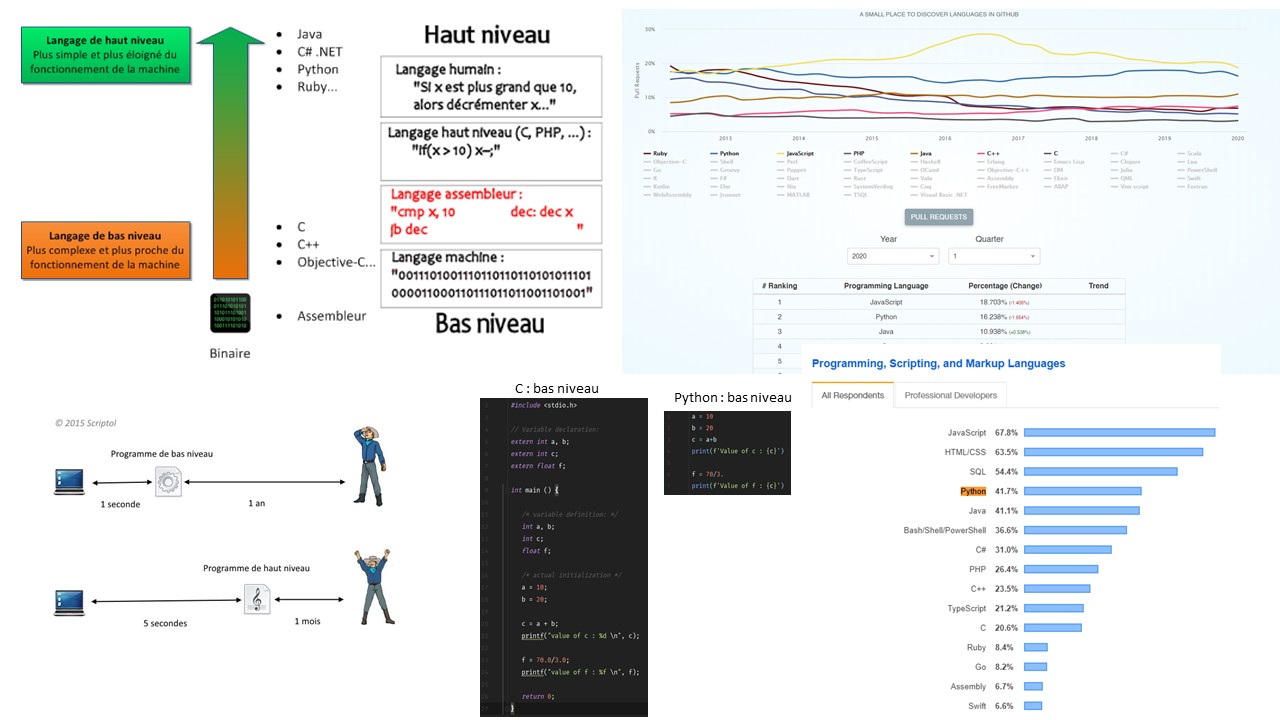 Langage de haut niveau
Plus simple et plus éloigné du
fonctionnement de la machine
Langage de bas niveau
Plus complexe et plus proche du
fonctionnement de la machine
• Java
• C# .NET
• Python
• Ruby...
• C
• C++
• Objective-C...
• Assembleur
Binaire
Haut niveau
Langage humain :
"Si x est plus grand que 10,
alors décrémenter x..."
Langage haut niveau (C, PHP, ...) :
"If(x > 10) x--;"
Langage assembleur :
"cmp x, 10 dec: dec x
jb dec "
Langage machine :
"0011101001110110110110101011101
00001100011011101101100110 1001"
Bas niveau
A SMALL PLACE TO DISCOVER LANGUAGES IN GITHUB
Pull Requests
30%
20%
10%
0%
2013 2014 2015 2016 2017 2018 2019 2020
Ruby Python JavaScript PHP Java C++ C C# Scala
Objective-C Shell Perl CoffeeScript Haskell Erlang Emacs Lisp Clojure Lua
Go Groovy Puppet TypeScript OCaml Objective-C++ DM Julia PowerShell
R F# Dart Rust Vala Assembly Elixir QML Swift
Kotlin Elm Nix SystemVerilog Coq FreeMarker ABAP Vim script Fortran
WebAssembly Jsonnet MATLAB TSQL Visual Basic .NET
PULL REQUESTS
Year Quarter
2020 1
# Ranking Programming Language Percentage (Change) Trend
1 JavaScript 18.703% (-1.408%)
2 Python 16.238% (-1.654%)
3 Java 10.938% (+0.538%)
4
5
Programming, Scripting, and Markup Languages
All Respondents Professional Developers
JavaScript 67.8%
HTML/CSS 63.5%
SQL 54.4%
Python 41.7%
Java 41.1%
Bash/Shell/PowerShell 36.6%
C# 31.0%
PHP 26.4%
C++ 23.5%
TypeScript 21.2%
C 20.6%
Ruby 8.4%
Go 8.2%
Assembly 6.7%
Swift 6.6%
© 2015 Scriptol
Programme de bas niveau
1 seconde 1 an
Programme de haut niveau
5 secondes 1 mois
C : bas niveau
#include <stdio.h>
// Variable declaration:
extern int a, b;
extern int c;
extern float f;
int main () {
/* variable definition: */
int a, b;
int c;
float f;
/* actual initialization */
a = 10;
b = 20;
c = a + b;
printf("value of c : %d \n", c);
f = 70.0/3.0;
printf("value of f : %f \n", f);
return 0;
}
Python : bas niveau
a = 10
b = 20
c = a+b
print(f'Value of c : {c}')
f = 70/3.
print(f'Value of f : {c}')